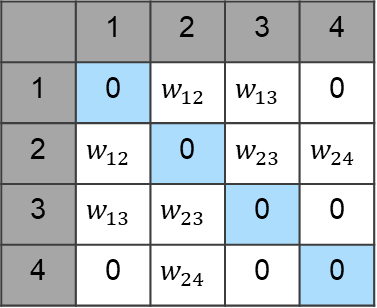 1 2 3 4
1 0 w₁₂ w₁₃ 0
2 w₁₂ 0 w₂₃ w₂₄
3 w₁₃ w₂₃ 0 0
4 0 w₂₄ 0 0